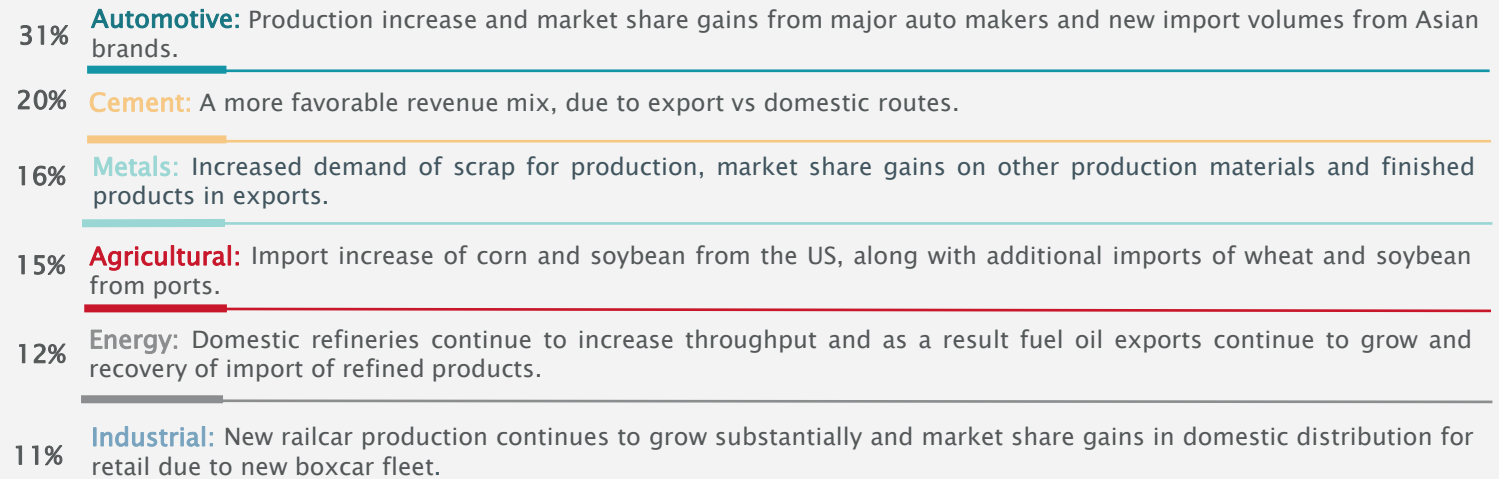 31% Automotive: Production increase and market share gains from major auto makers and new import volumes from Asian
brands.
20% Cement: A more favorable revenue mix, due to export vs domestic routes.
16% Metals: Increased demand of scrap for production, market share gains on other production materials and finished
products in exports.
15% Agricultural: Import increase of corn and soybean from the US, along with additional imports of wheat and soybean
from ports.
12% Energy: Domestic refineries continue to increase throughput and as a result fuel oil exports continue to grow and
recovery of import of refined products.
11% Industrial: New railcar production continues to grow substantially and market share gains in domestic distribution for
retail due to new boxcar fleet.